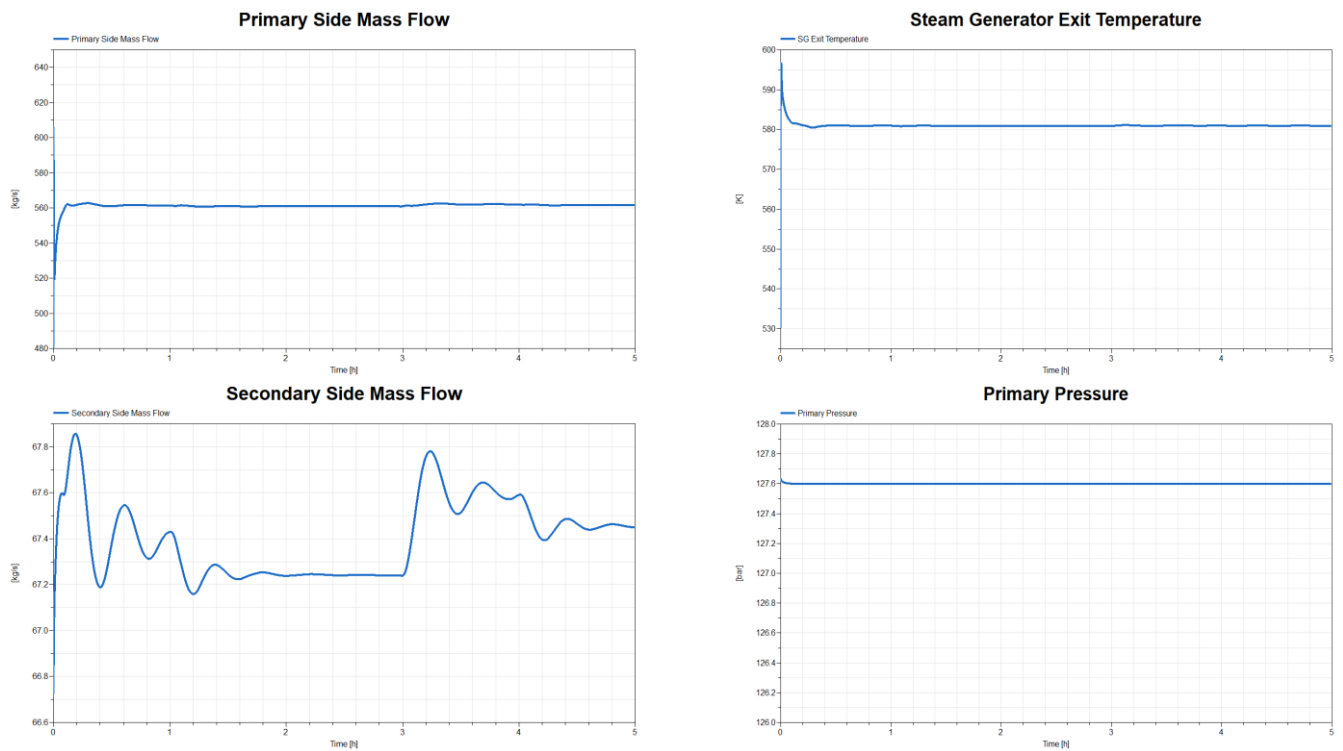 Primary Side Mass Flow
Primary Side Mass Flow
640
620
600
580
560
540
520
500
480
[kg/s]
0 1 2 3 4 5
Time [h]
Steam Generator Exit Temperature
SG Exit Temperature
600
590
580
570
560
550
540
530
[K]
0 1 2 3 4 5
Time [h]
Secondary Side Mass Flow
Secondary Side Mass Flow
67.8
67.6
67.4
67.2
67.0
66.8
66.6
[kg/s]
0 1 2 3 4 5
Time [h]
Primary Pressure
Primary Pressure
128.0
127.8
127.6
127.4
127.2
127.0
126.8
126.6
126.4
126.2
126.0
[bar]
0 1 2 3 4 5
Time [h]